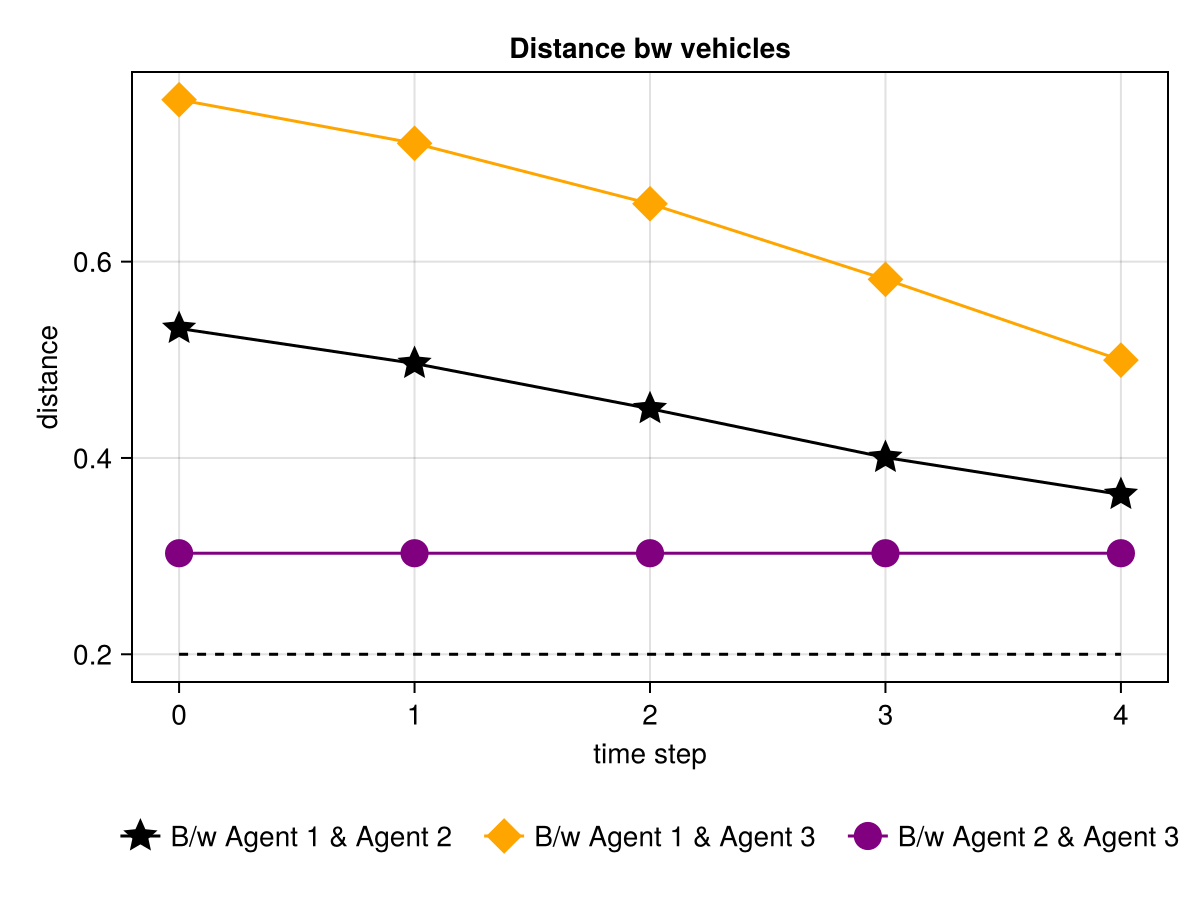 Distance bw vehicles
distance
0.6
0.4
0.2
0 1 2 3 4
time step
B/w Agent 1 & Agent 2 B/w Agent 1 & Agent 3 B/w Agent 2 & Agent 3